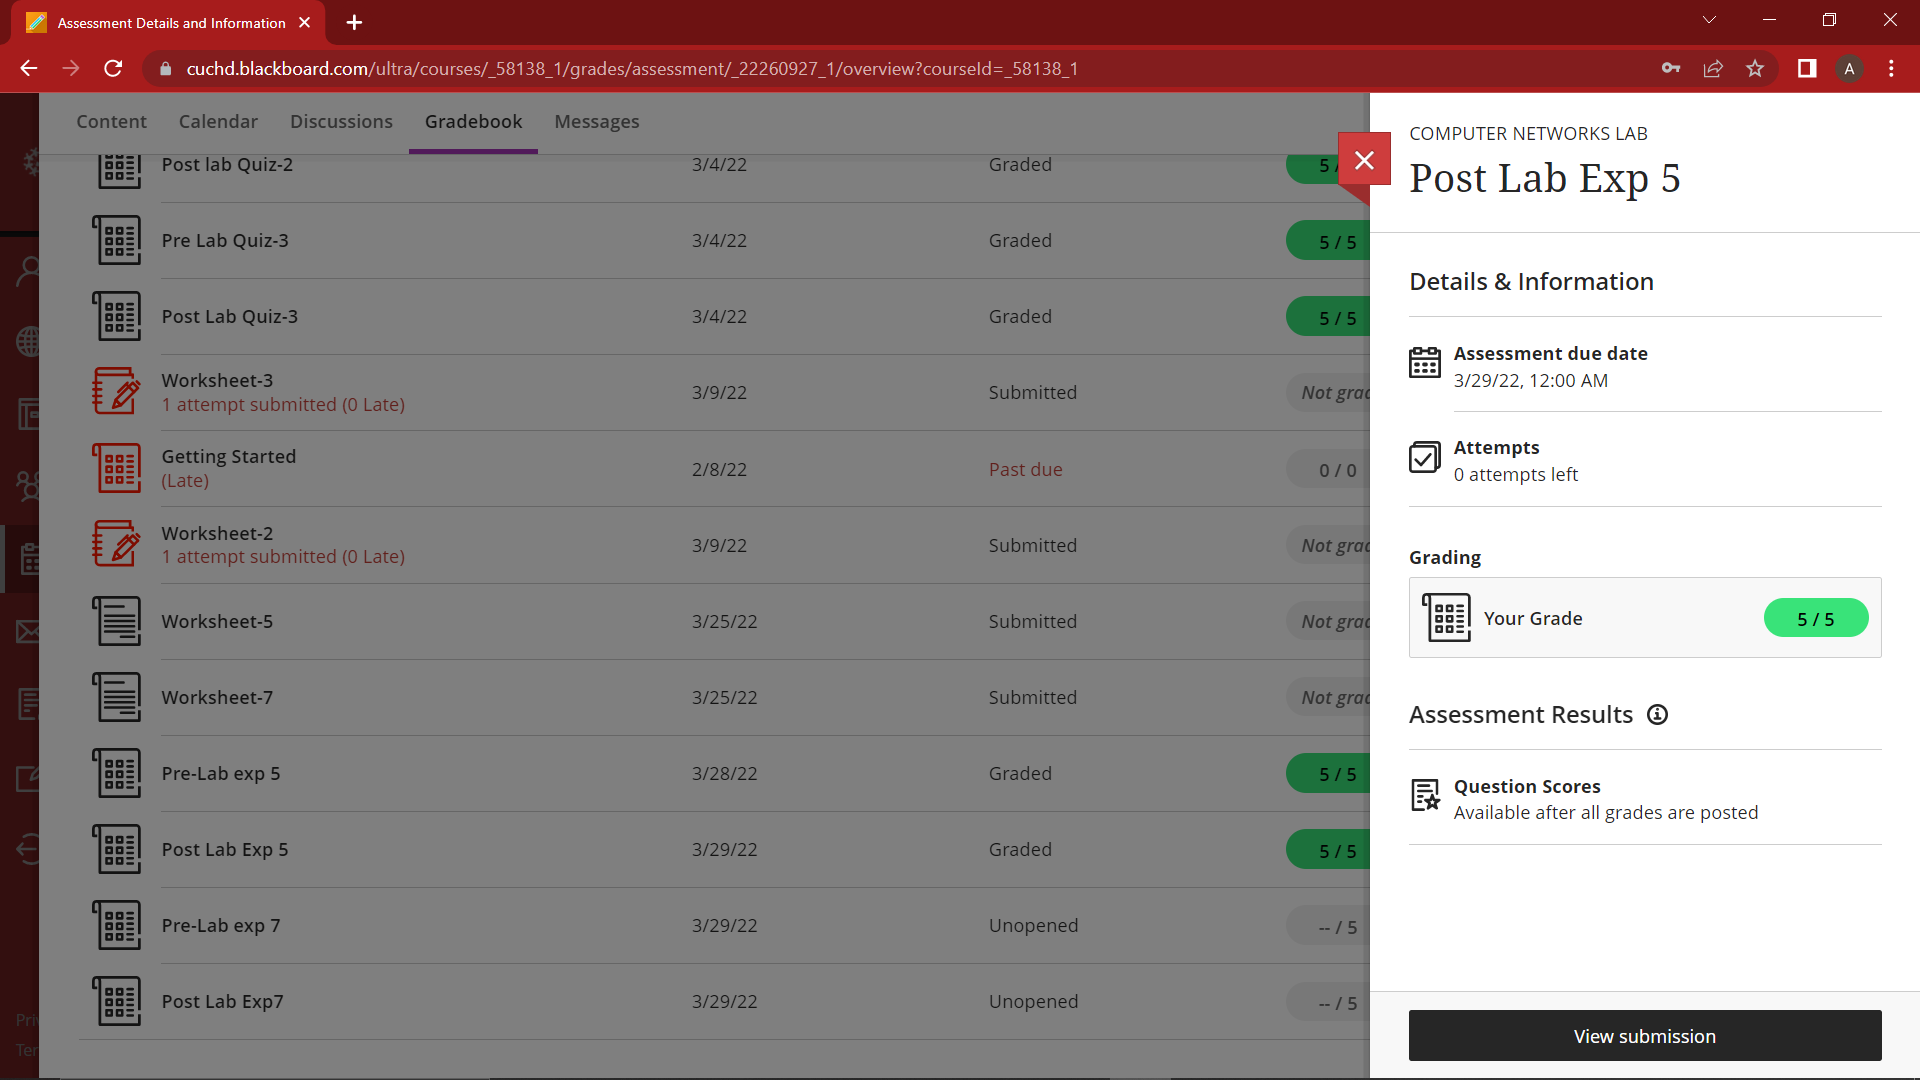 Assessment Details and Information
cuchd.blackboard.com/ultra/courses/_58138_1/grades/assessment/_22260927_1/overview?courseId=_58138_1
A
Content Calendar Discussions Gradebook Messages
Post lab Quiz-2 3/4/22 Graded 5 /
Pre Lab Quiz-3 3/4/22 Graded 5 / 5
Post Lab Quiz-3 3/4/22 Graded 5 / 5
Worksheet-3
1 attempt submitted (0 Late)
3/9/22 Submitted Not grad
Getting Started
(Late)
2/8/22 Past due 0 / 0
Worksheet-2
1 attempt submitted (0 Late)
3/9/22 Submitted Not grad
Worksheet-5 3/25/22 Submitted Not grad
Worksheet-7 3/25/22 Submitted Not grad
Pre-Lab exp 5 3/28/22 Graded 5 / 5
Post Lab Exp 5 3/29/22 Graded 5 / 5
Pre-Lab exp 7 3/29/22 Unopened -- / 5
Post Lab Exp7 3/29/22 Unopened -- / 5
COMPUTER NETWORKS LAB
Post Lab Exp 5
Details & Information
Assessment due date
3/29/22, 12:00 AM
Attempts
0 attempts left
Grading
Your Grade 5 / 5
Assessment Results
Question Scores
Available after all grades are posted
View submission